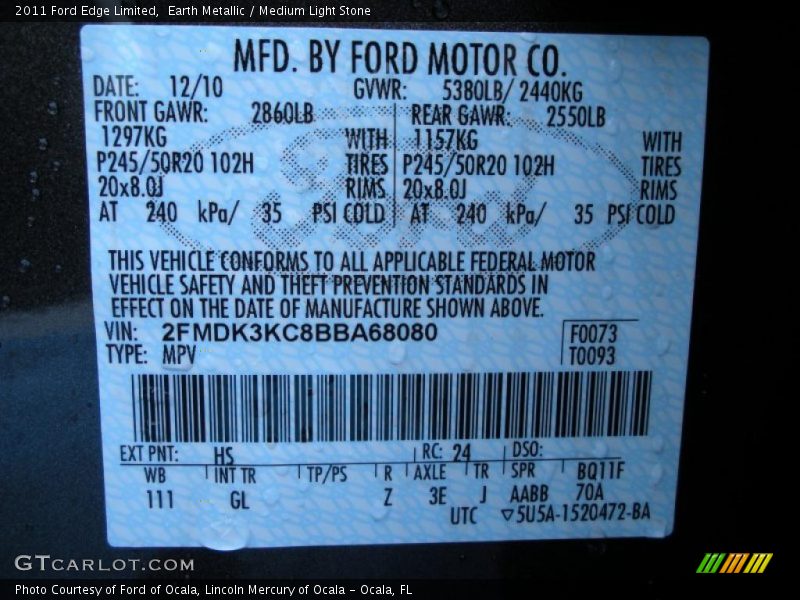 2011 Ford Edge Limited,  Earth Metallic / Medium Light Stone
MFD. BY FORD MOTOR CO.
DATE: 12/10 GVWR: 5380LB/ 2440KG
FRONT GAWR: 2860LB REAR GAWR: 2550LB
1297KG WITH 1157KG WITH
P245/50R20 102H TIRES P245/50R20 102H TIRES
20x8.0J RIMS 20x8.0J RIMS
AT 240 kPa/ 35 PSI COLD AT 240 kPa/ 35 PSI COLD
THIS VEHICLE CONFORMS TO ALL APPLICABLE FEDERAL MOTOR
VEHICLE SAFETY AND THEFT PREVENTION STANDARDS IN
EFFECT ON THE DATE OF MANUFACTURE SHOWN ABOVE.
VIN: 2FMDK3KC8BBA68080 F0073
TYPE: MPV T0093
EXT PNT: HS RC: 24 DSO:
WB INT TR TP/PS R AXLE TR SPR BQ11F
111 GL Z 3E J AABB 70A
UTC ▽5U5A-1520472-BA
GTCARLOT.COM
Photo Courtesy of Ford of Ocala, Lincoln Mercury of Ocala - Ocala, FL